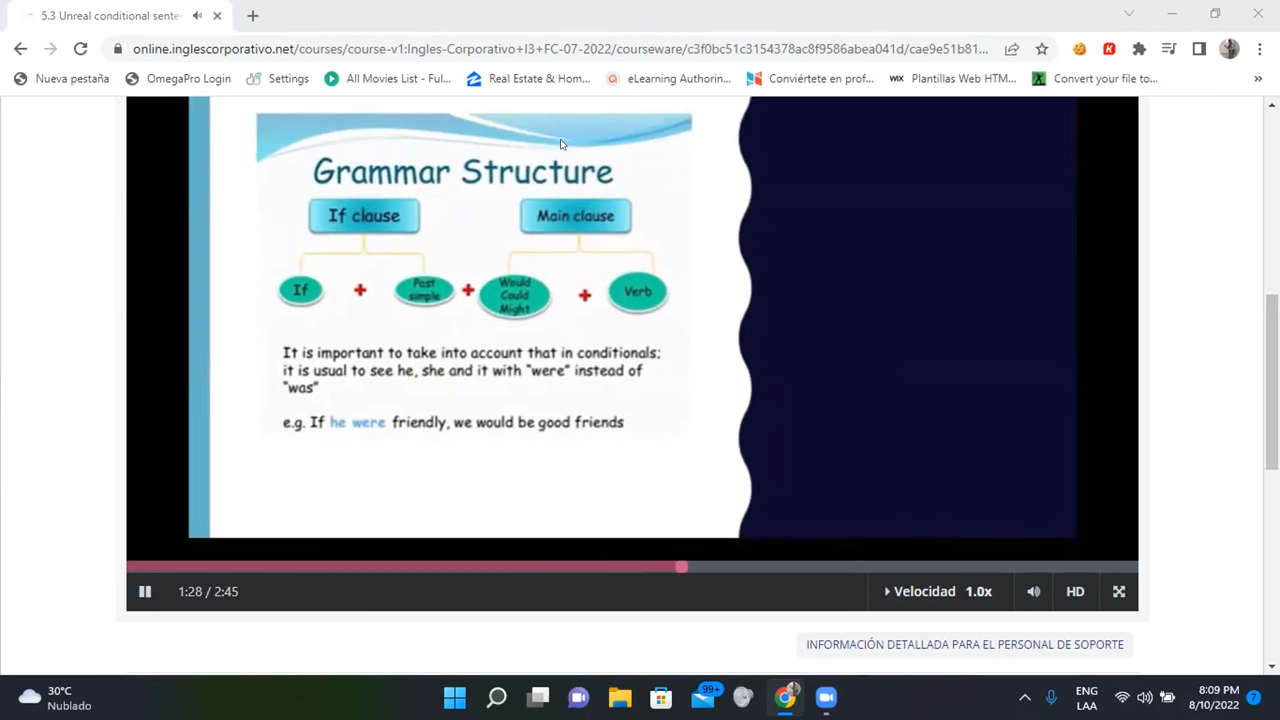 5.3 Unreal conditional sente
online.inglescorporativo.net/courses/course-v1:Ingles-Corporativo+I3+FC-07-2022/courseware/c3f0bc51c3154378ac8f9586abea041d/cae9e51b81...
Nueva pestaña
OmegaPro Login
Settings
All Movies List - Ful...
Real Estate & Hom...
eLearning Authorin...
Conviértete en prof...
WIX
Plantillas Web HTM...
Convert your file to...
»
Grammar Structure
If clause
Main clause
If
+
Past simple
+
Would Could Might
+
Verb
It is important to take into account that in conditionals;
it is usual to see he, she and it with "were" instead of
"was"
e.g. If he were friendly, we would be good friends
1:28 / 2:45
Velocidad 1.0x
HD
INFORMACIÓN DETALLADA PARA EL PERSONAL DE SOPORTE
30°C
Nublado
99+
ENG
LAA
8:09 PM
8/10/2022
7